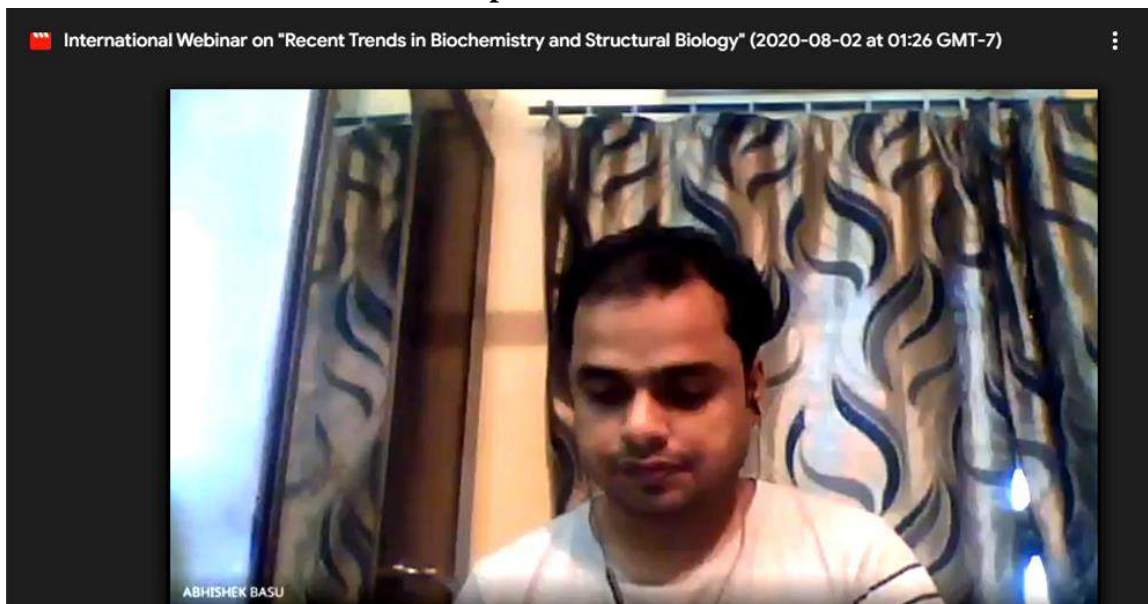 International Webinar on "Recent Trends in Biochemistry and Structural Biology" (2020-08-02 at 01:26 GMT-7)
ABHISHEK BASU